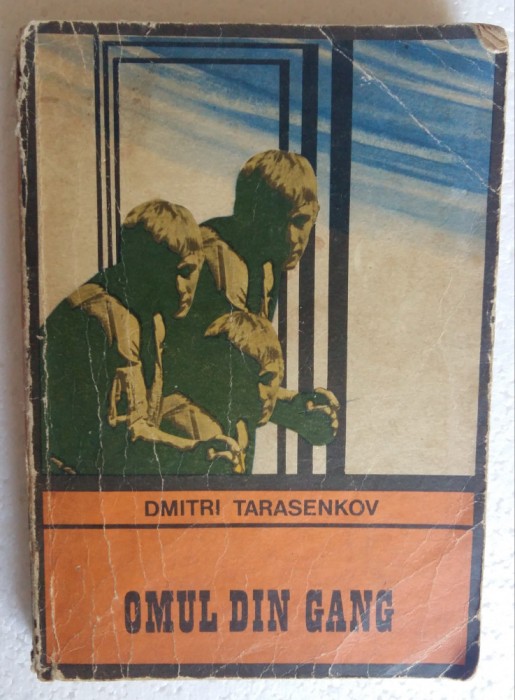 DMITRI TARASENKOV
OMUL DIN GANG